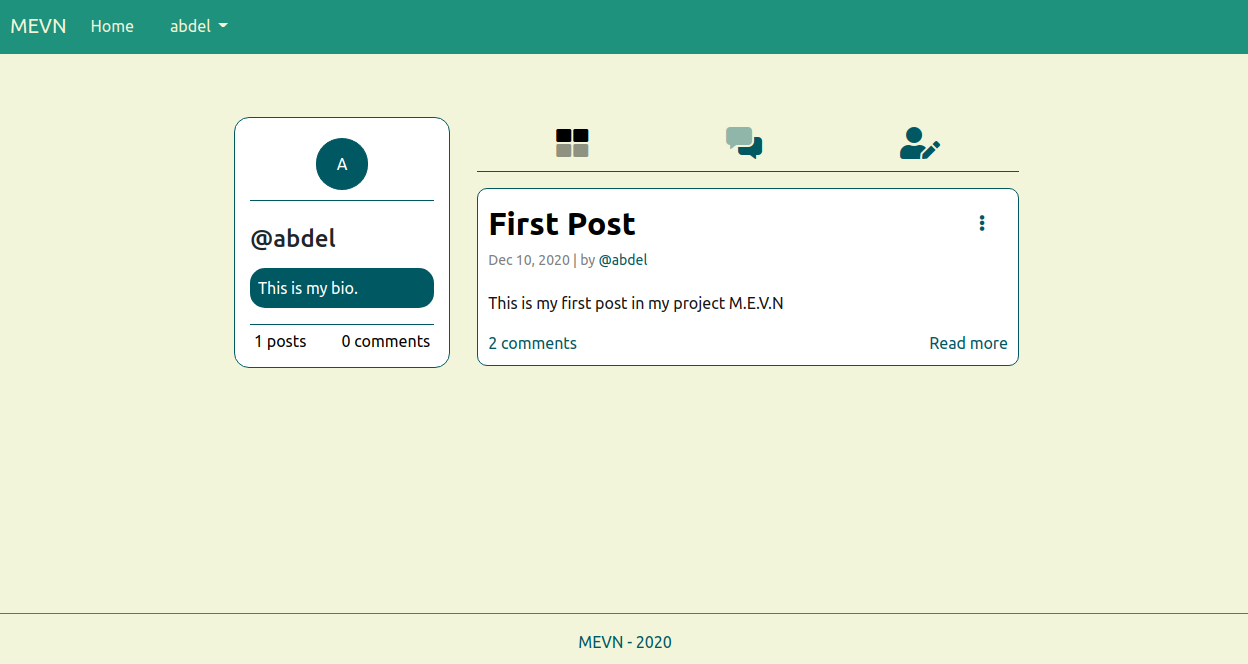 MEVN Home abdel
A
@abdel
This is my bio.
1 posts 0 comments
First Post
Dec 10, 2020 | by @abdel
This is my first post in my project M.E.V.N
2 comments Read more
MEVN - 2020